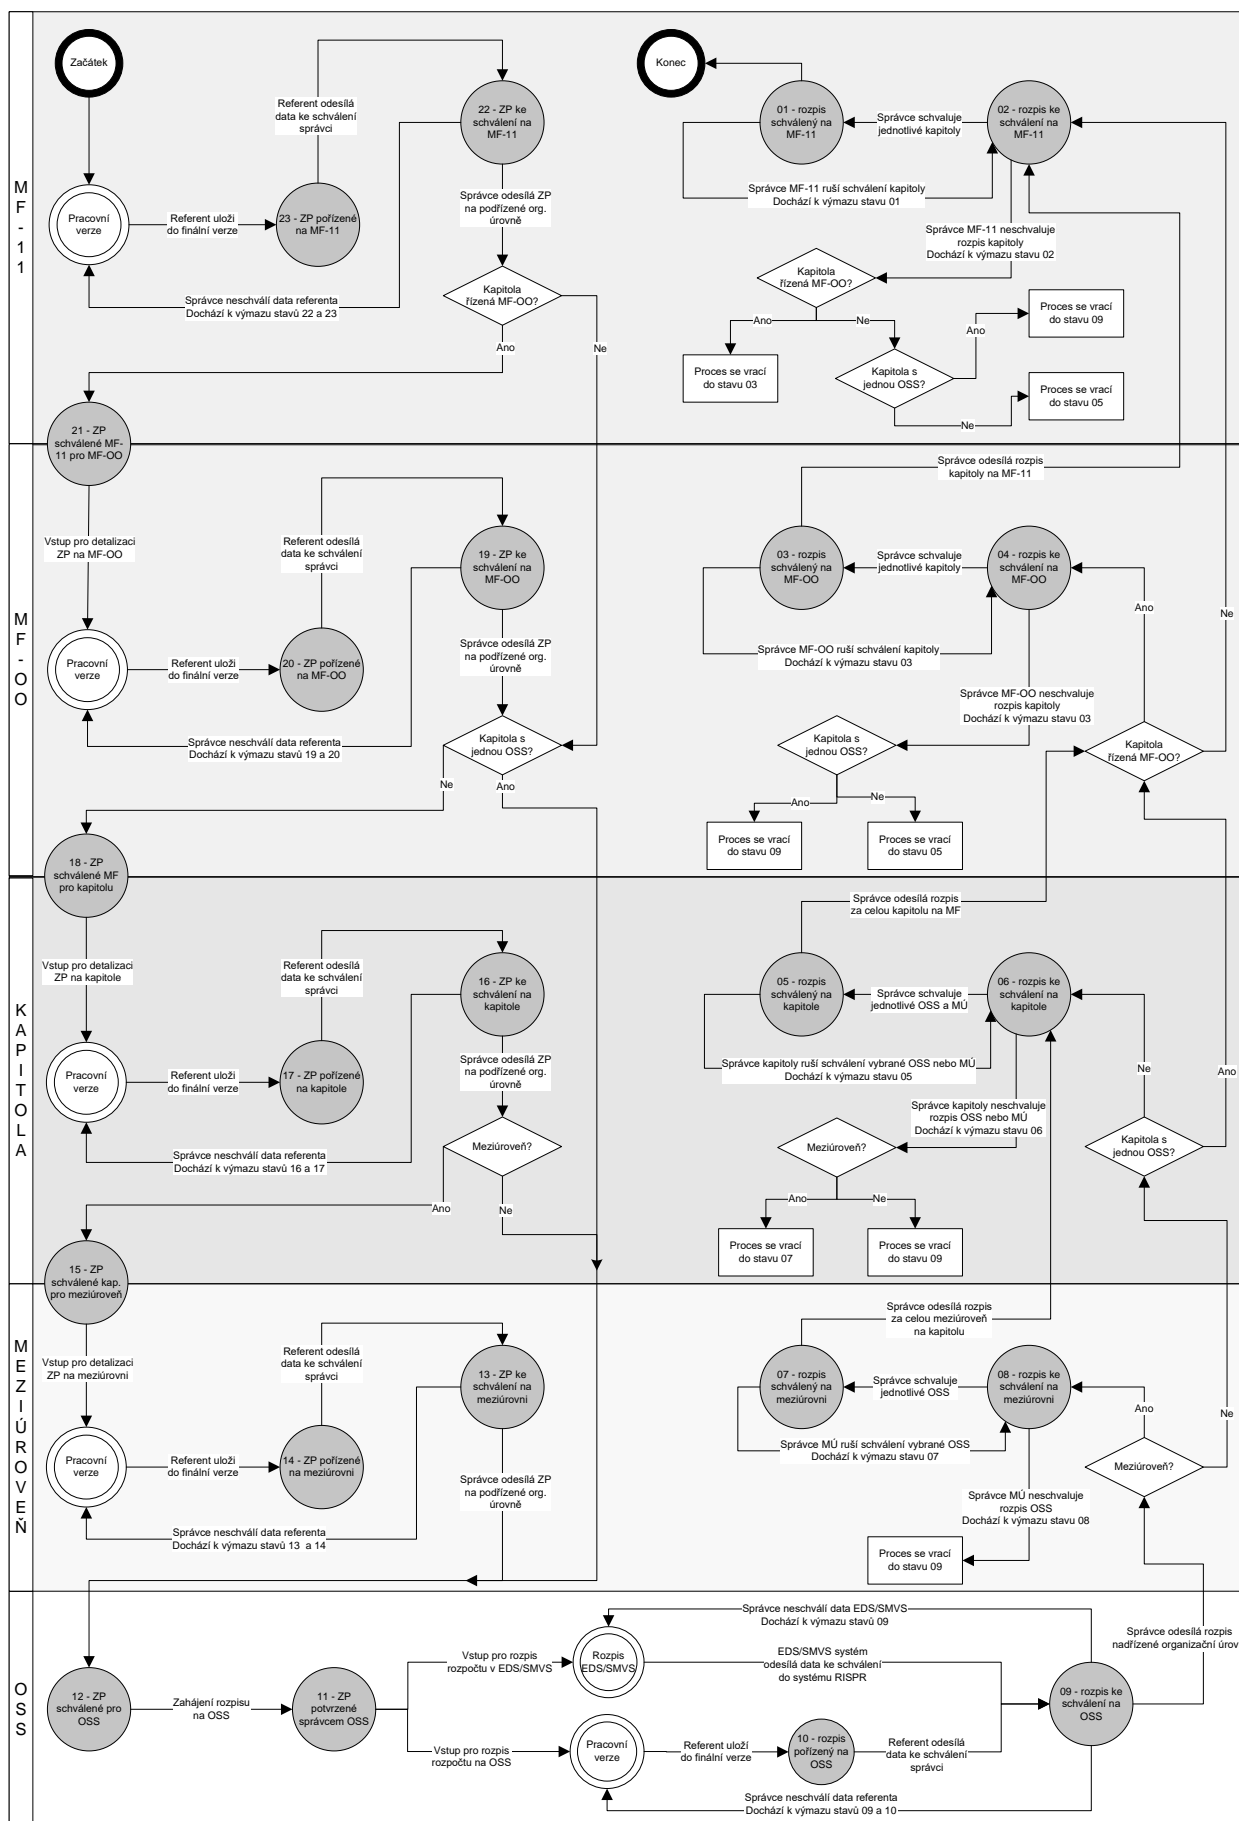 MF-11
Začátek
Referent odesílá
data ke schválení
správci
22 - ZP ke
schválení na
MF-11
Pracovní
verze
Referent uloži
do finální verze
23 - ZP pořízené
na MF-11
Správce odesílá ZP
na podřízené org.
úrovně
Správce neschválí data referenta
Dochází k výmazu stavů 22 a 23
Kapitola
řízená MF-OO?
Ano
Ne
21 - ZP
schválené MF-
11 pro MF-OO
Konec
01 - rozpis
schválený na
MF-11
Správce schvaluje
jednotlivé kapitoly
02 - rozpis ke
schválení na
MF-11
Správce MF-11 ruší schválení kapitoly
Dochází k výmazu stavu 01
Správce MF-11 neschvaluje
rozpis kapitoly
Dochází k výmazu stavu 02
Kapitola
řízená MF-OO?
Ano
Ne
Proces se vrací
do stavu 03
Kapitola s
jednou OSS?
Ano
Proces se vrací
do stavu 09
Ne
Proces se vrací
do stavu 05
MF-OO
Vstup pro detalizaci
ZP na MF-OO
Referent odesílá
data ke schválení
správci
19 - ZP ke
schválení na
MF-OO
Pracovní
verze
Referent uloži
do finální verze
20 - ZP pořízené
na MF-OO
Správce odesílá ZP
na podřízené org.
úrovně
Správce neschválí data referenta
Dochází k výmazu stavů 19 a 20
Kapitola s
jednou OSS?
Ne
Ano
18 - ZP
schválené MF
pro kapitolu
Správce odesílá rozpis
kapitoly na MF-11
03 - rozpis
schválený na
MF-OO
Správce schvaluje
jednotlivé kapitoly
04 - rozpis ke
schválení na
MF-OO
Ano
Ne
Správce MF-OO ruší schválení kapitoly
Dochází k výmazu stavu 03
Správce MF-OO neschvaluje
rozpis kapitoly
Dochází k výmazu stavu 03
Kapitola s
jednou OSS?
Kapitola
řízená MF-OO?
Ano
Ne
Proces se vrací
do stavu 09
Proces se vrací
do stavu 05
KAPITOLA
Vstup pro detalizaci
ZP na kapitole
Referent odesílá
data ke schválení
správci
16 - ZP ke
schválení na
kapitole
Pracovní
verze
Referent uloži
do finální verze
17 - ZP pořízené
na kapitole
Správce odesílá ZP
na podřízené org.
úrovně
Správce neschválí data referenta
Dochází k výmazu stavů 16 a 17
Meziúroveň?
Ano
Ne
15 - ZP
schválené kap.
pro meziúroveň
Správce odesílá rozpis
za celou kapitolu na MF
05 - rozpis
schválený na
kapitole
Správce schvaluje
jednotlivé OSS a MÚ
06 - rozpis ke
schválení na
kapitole
Správce kapitoly ruší schválení vybrané OSS nebo MÚ
Dochází k výmazu stavu 05
Ne
Ano
Správce kapitoly neschvaluje
rozpis OSS nebo MÚ
Dochází k výmazu stavu 06
Meziúroveň?
Kapitola s
jednou OSS?
Ano
Ne
Proces se vrací
do stavu 07
Proces se vrací
do stavu 09
MEZIÚROVEŇ
Vstup pro detalizaci
ZP na meziúrovni
Referent odesílá
data ke schválení
správci
13 - ZP ke
schválení na
meziúrovni
Pracovní
verze
Referent uloži
do finální verze
14 - ZP pořízené
na meziúrovni
Správce odesílá ZP
na podřízené org.
úrovně
Správce neschválí data referenta
Dochází k výmazu stavů 13 a 14
Správce odesílá rozpis
za celou meziúroveň
na kapitolu
07 - rozpis
schválený na
meziúrovni
Správce schvaluje
jednotlivé OSS
08 - rozpis ke
schválení na
meziúrovni
Ano
Ne
Správce MÚ ruší schválení vybrané OSS
Dochází k výmazu stavu 07
Meziúroveň?
Správce MÚ neschvaluje
rozpis OSS
Dochází k výmazu stavu 08
Proces se vrací
do stavu 09
OSS
12 - ZP
schválené pro
OSS
Zahájení rozpisu
na OSS
11 - ZP
potvrzené
správcem OSS
Vstup pro rozpis
rozpočtu v EDS/SMVS
Rozpis
EDS/SMVS
Správce neschválí data EDS/SMVS
Dochází k výmazu stavů 09
EDS/SMVS systém
odesílá data ke schválení
do systému RISPR
Správce odesílá rozpis
nadřízené organizační úrov
09 - rozpis ke
schválení na
OSS
Vstup pro rozpis
rozpočtu na OSS
Pracovní
verze
Referent uloží
do finální verze
10 - rozpis
pořízený na
OSS
Referent odesílá
data ke schválení
správci
Správce neschválí data referenta
Dochází k výmazu stavů 09 a 10